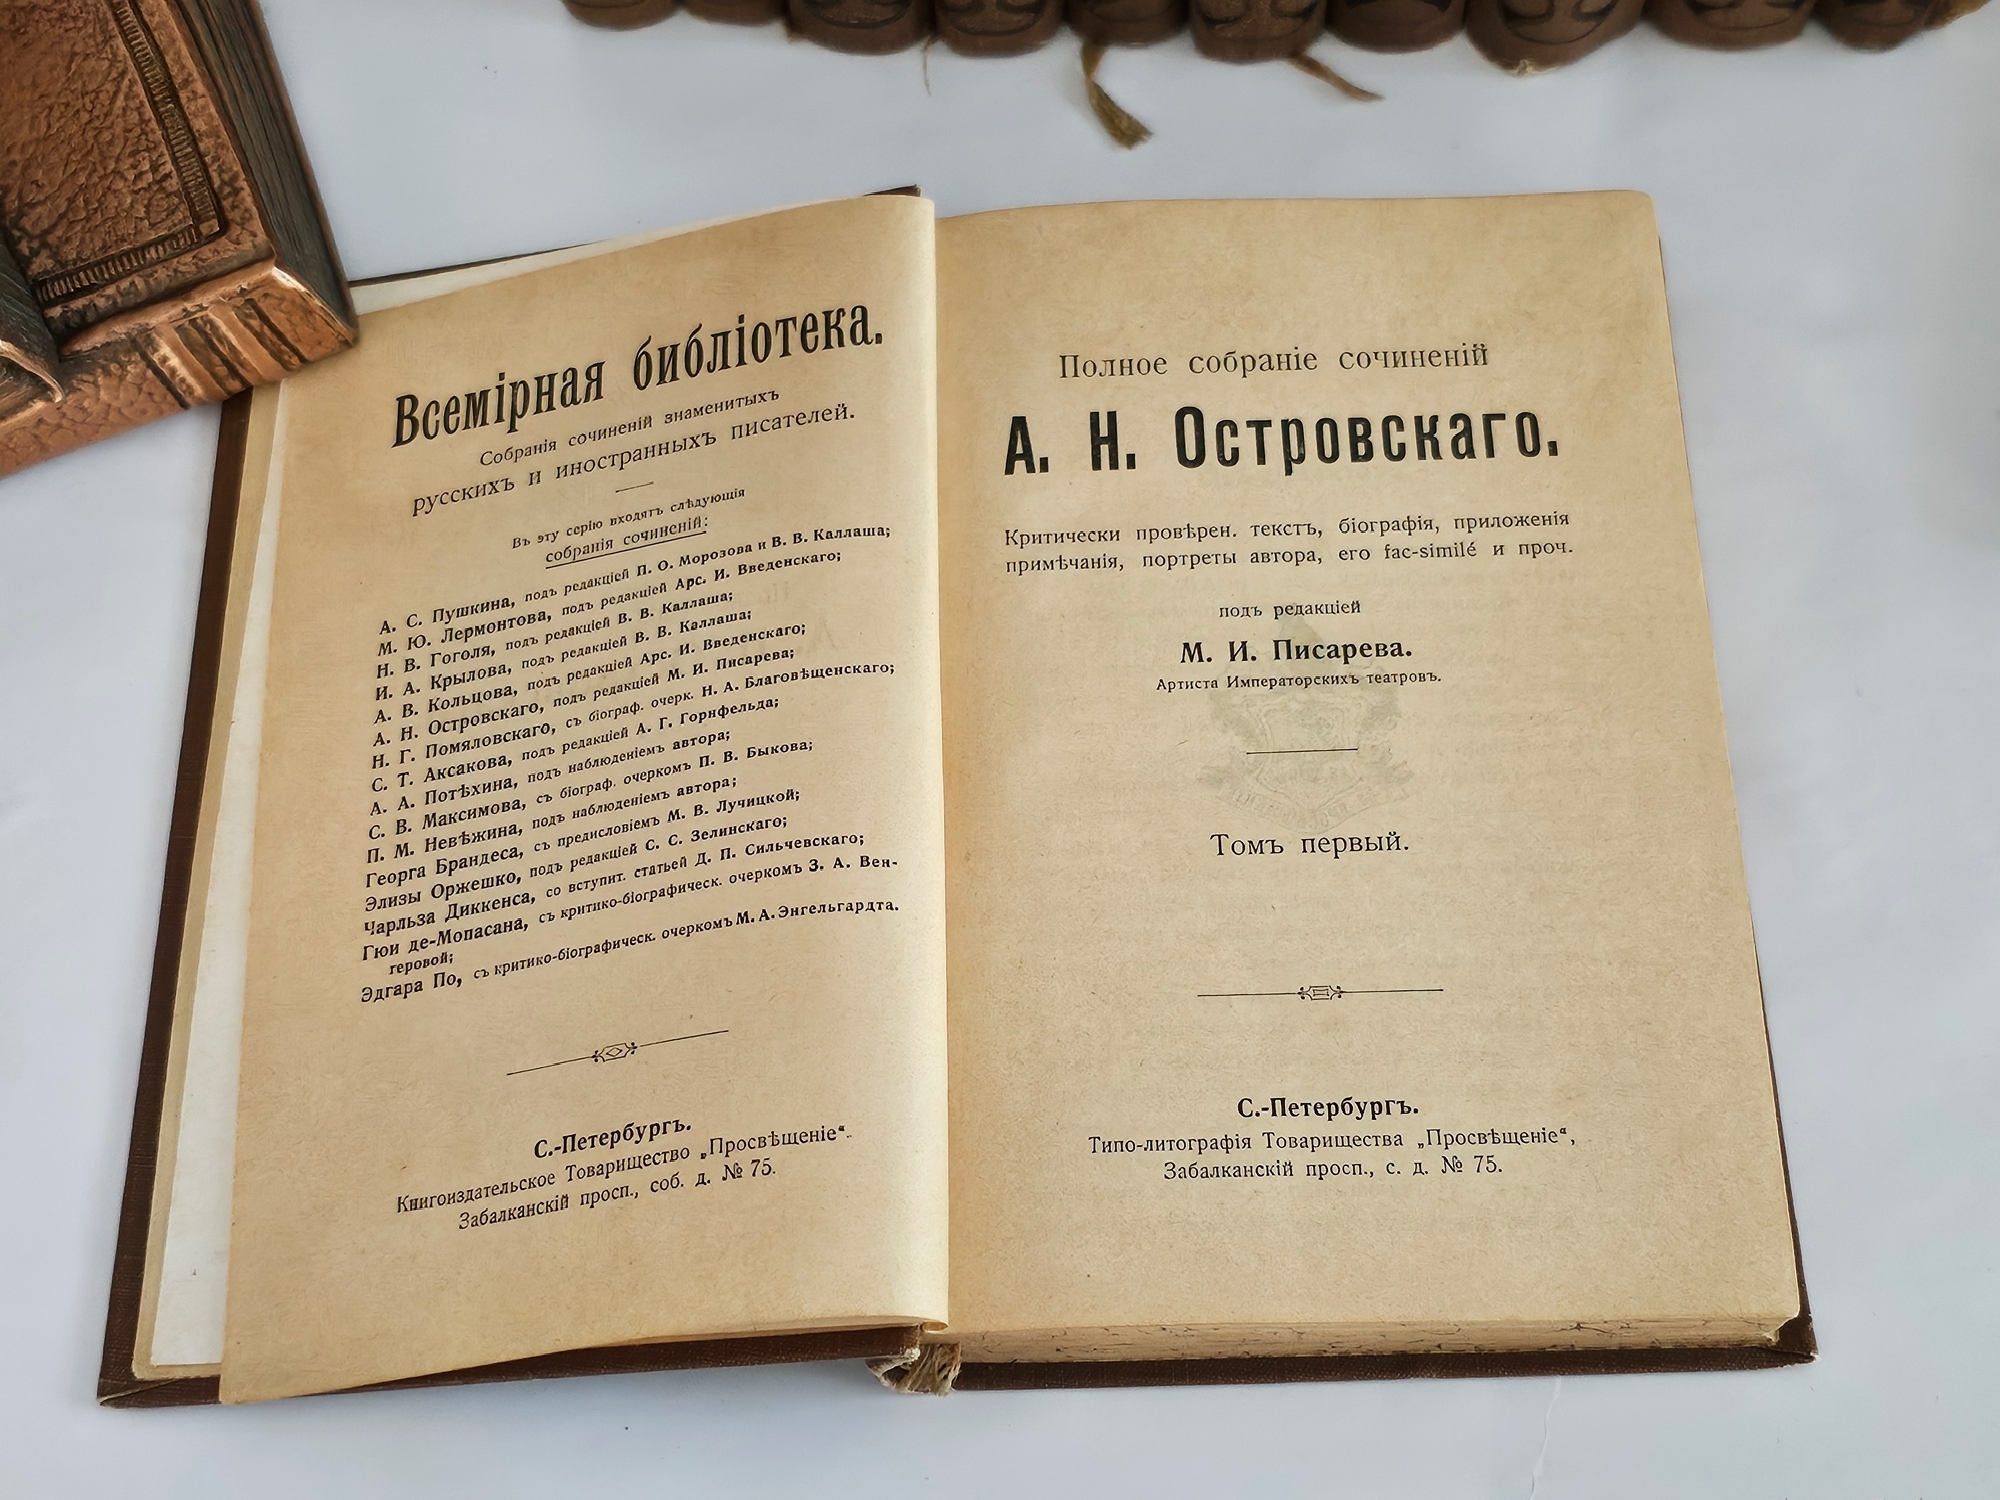 Всемірная библіотека.
Собранія сочиненій знаменитыхъ
русскихъ и иностранныхъ писателей.
Въ эту серію входятъ слѣдующія
собранія сочиненій:
А. С. Пушкина, подъ редакціей П. О. Морозова и В. В. Каллаша;
М. Ю. Лермонтова, подъ редакціей Арс. И. Введенскаго;
Н. В. Гоголя, подъ редакціей В. В. Каллаша;
И. А. Крылова, подъ редакціей В. В. Каллаша;
А. В. Кольцова, подъ редакціей Арс. И. Введенскаго;
А. Н. Островскаго, подъ редакціей М. И. Писарева;
Н. Г. Помяловскаго, съ біограф. очерк. Н. А. Благовѣщенскаго;
С. Т. Аксакова, подъ редакціей А. Г. Горнфельда;
А. А. Потѣхина, подъ наблюденіемъ автора;
С. В. Максимова, съ біограф. очеркомъ П. В. Быкова;
П. М. Невѣжина, подъ наблюденіемъ автора;
Георга Брандеса, съ предисловіемъ М. В. Лучицкой;
Элизы Оржешко, подъ редакціей С. С. Зелинскаго;
Чарльза Диккенса, со вступит. статьей Д. П. Сильчевскаго;
Гюи де-Мопасана, съ критико-біографическ. очеркомъ З. А. Вен-
геровой;
Эдгара По, съ критико-біографическ. очеркомъ М. А. Энгельгардта.
С.-Петербургъ.
Книгоиздательское Товарищество „Просвѣщеніе“.
Забалканскій просп., соб. д. № 75.
Полное собраніе сочиненій
А. Н. Островскаго.
Критически провѣрен. текстъ, біографія, приложенія
примѣчанія, портреты автора, его fac-similé и проч.
подъ редакціей
М. И. Писарева.
Артиста Императорскихъ театровъ.
Томъ первый.
С.-Петербургъ.
Типо-литографія Товарищества „Просвѣщеніе“,
Забалканскій просп., с. д. № 75.